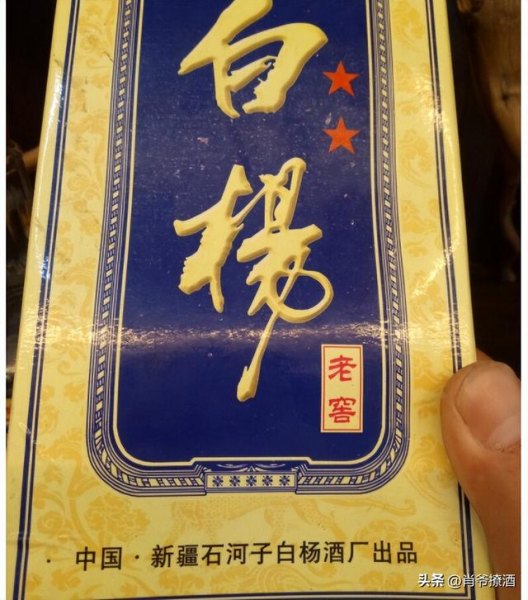 白
杨
老
窖
中国·新疆石河子白杨酒厂出品
头条 @肖爷撩酒